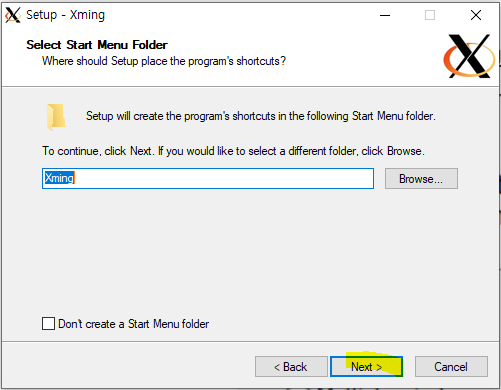 Setup - Xming
Select Start Menu Folder
Where should Setup place the program's shortcuts?
Setup will create the program's shortcuts in the following Start Menu folder.
To continue, click Next. If you would like to select a different folder, click Browse.
Xming
Browse...
Don't create a Start Menu folder
< Back
Next >
Cancel